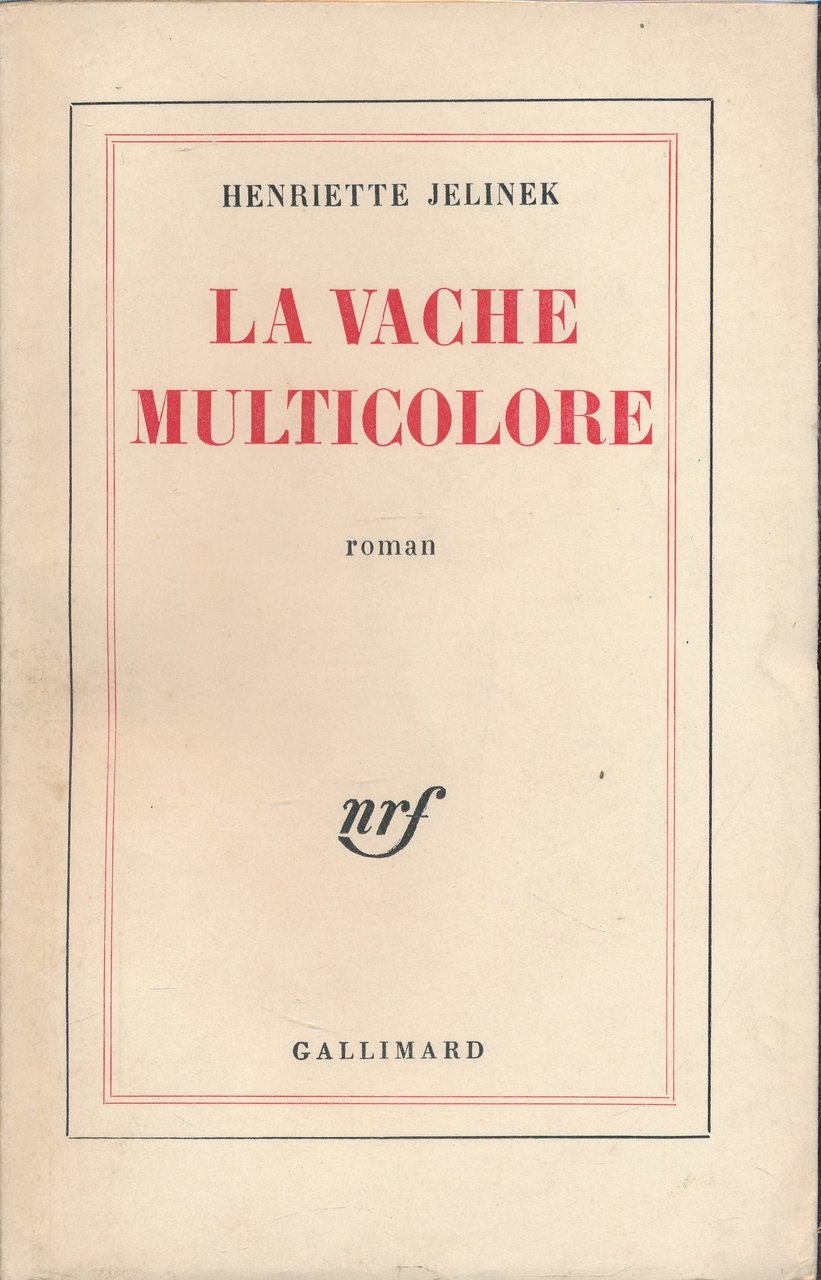 HENRIETTE JELINEK
LA VACHE
MULTICOLORE
roman
nrf
GALLIMARD